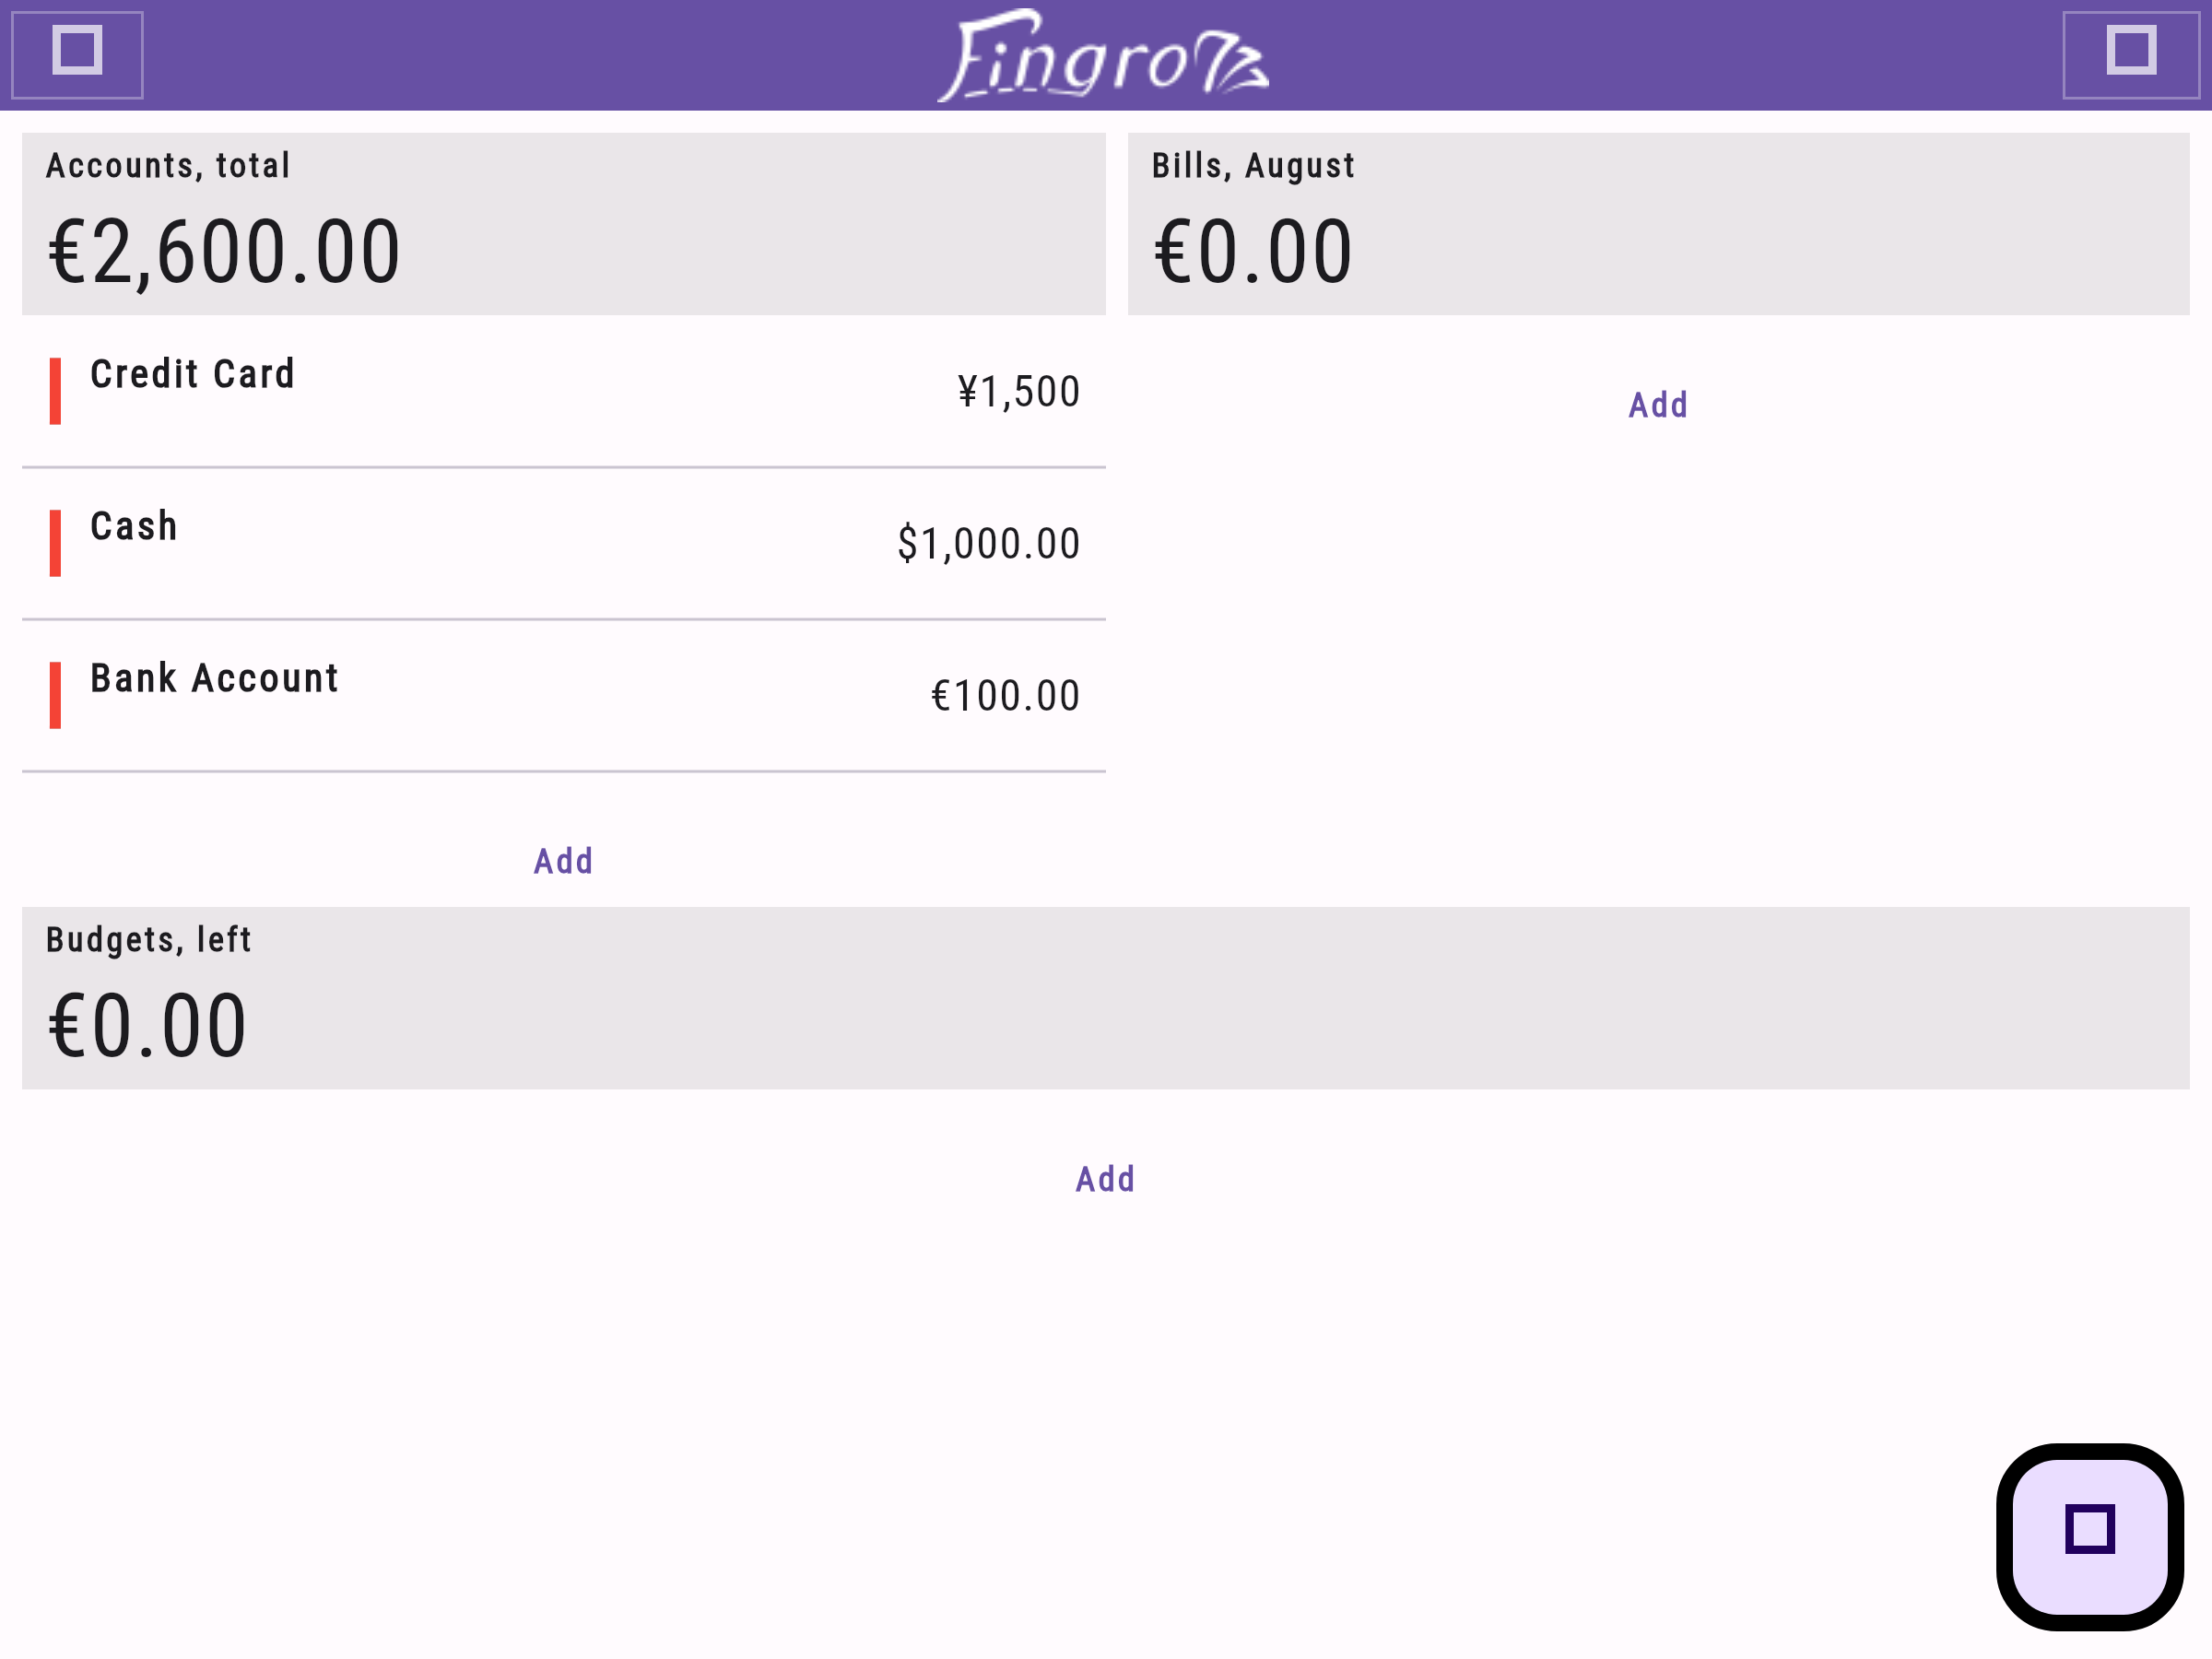 Fingrom
Accounts, total
€2,600.00
Credit Card
¥1,500
Cash
$1,000.00
Bank Account
€100.00
Add
Bills, August
€0.00
Add
Budgets, left
€0.00
Add